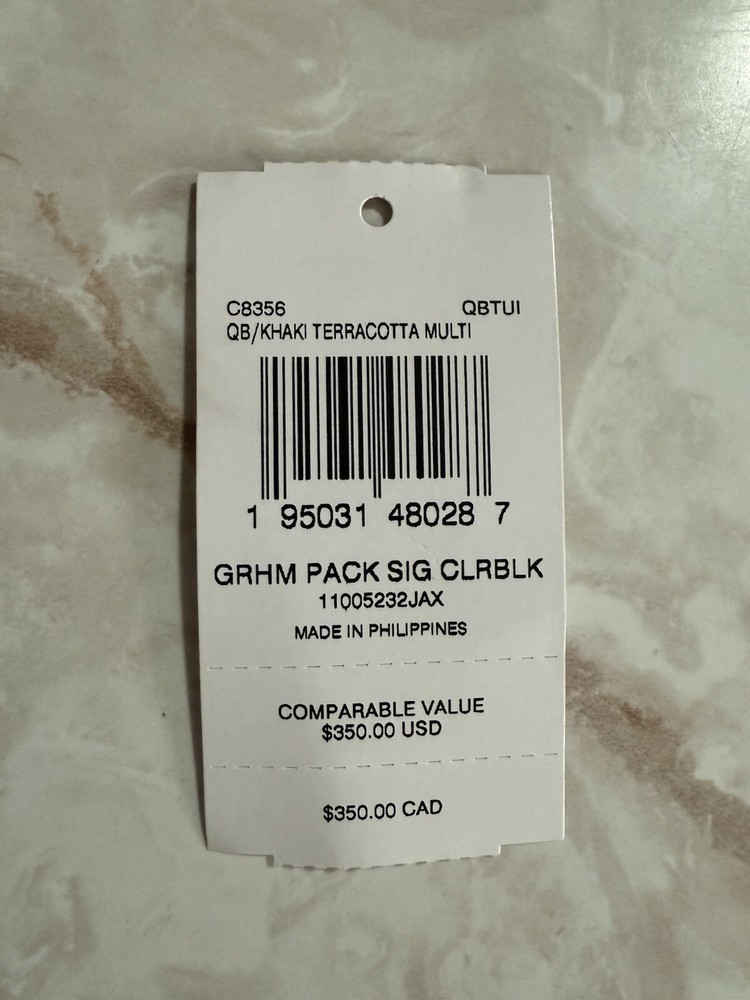 C8356 QBTUI
QB/KHAKI TERRACOTTA MULTI
1 95031 48028 7
GRHM PACK SIG CLRBLK
11005232JAX
MADE IN PHILIPPINES
COMPARABLE VALUE
$350.00 USD
$350.00 CAD